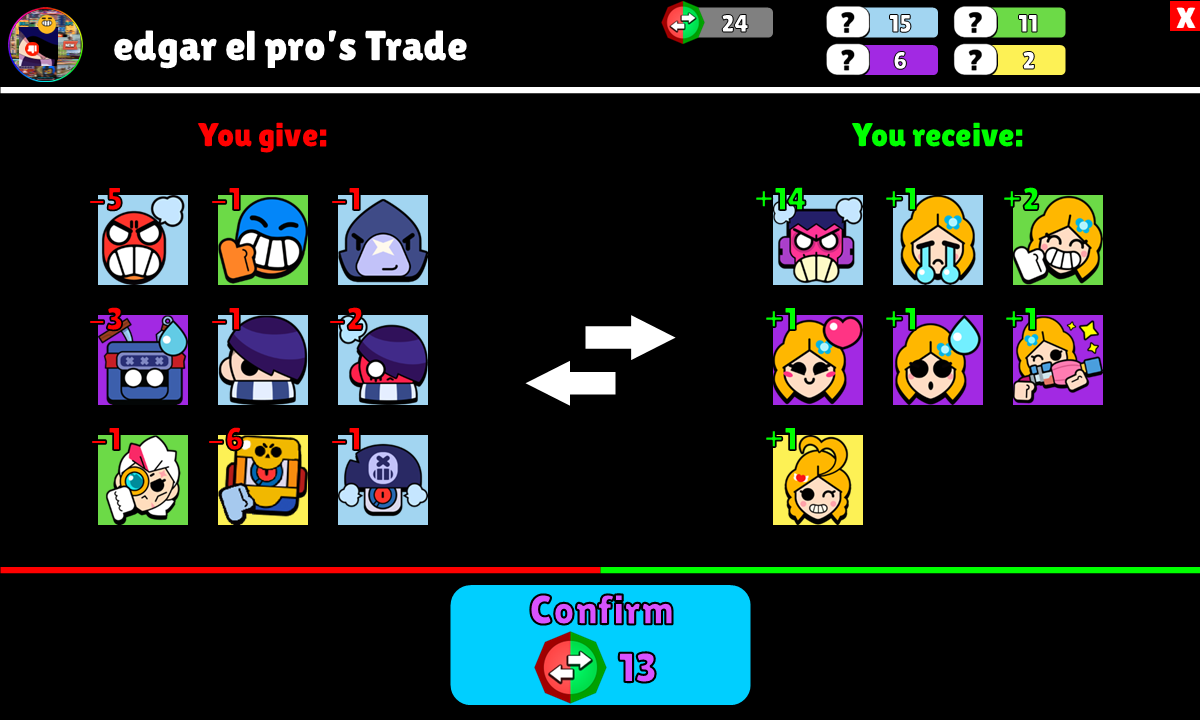 edgar el pro's Trade
24
? 15
? 11
? 6
? 2
X
You give:
You receive:
-5 -1 -1
+14 +1 +2
-3 -1 -2
+1 +1 +1
-1 -6 -1
+1
Confirm
13